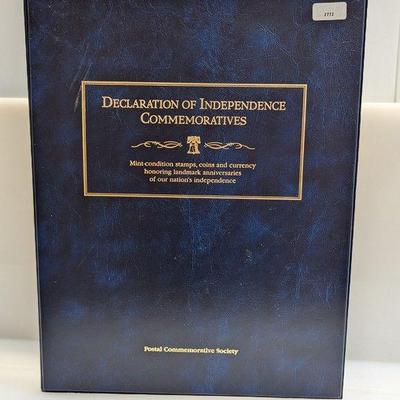 2772
DECLARATION OF INDEPENDENCE
COMMEMORATIVES
Mint-condition stamps, coins and currency
honoring landmark anniversaries
of our nation's independence
Postal Commemorative Society